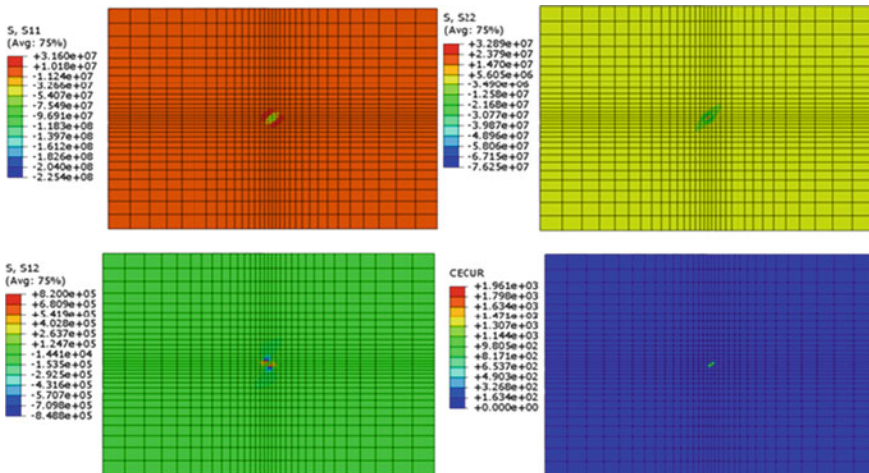 S, S11
(Avg: 75%)
+3.160e+07
+1.018e+07
-1.124e+07
-3.266e+07
-5.407e+07
-7.549e+07
-9.691e+07
-1.183e+08
-1.397e+08
-1.612e+08
-1.826e+08
-2.040e+08
-2.254e+08
S, S22
(Avg: 75%)
+3.289e+07
+2.379e+07
+1.470e+07
+5.605e+06
-3.490e+06
-1.258e+07
-2.168e+07
-3.077e+07
-3.987e+07
-4.896e+07
-5.806e+07
-6.715e+07
-7.625e+07
S, S12
(Avg: 75%)
+8.200e+05
+6.809e+05
+5.419e+05
+4.028e+05
+2.637e+05
+1.247e+05
-1.441e+04
-1.535e+05
-2.925e+05
-4.316e+05
-5.707e+05
-7.098e+05
-8.488e+05
CECUR
+1.961e+03
+1.798e+03
+1.634e+03
+1.471e+03
+1.307e+03
+1.144e+03
+9.805e+02
+8.171e+02
+6.537e+02
+4.903e+02
+3.268e+02
+1.634e+02
+0.000e+00